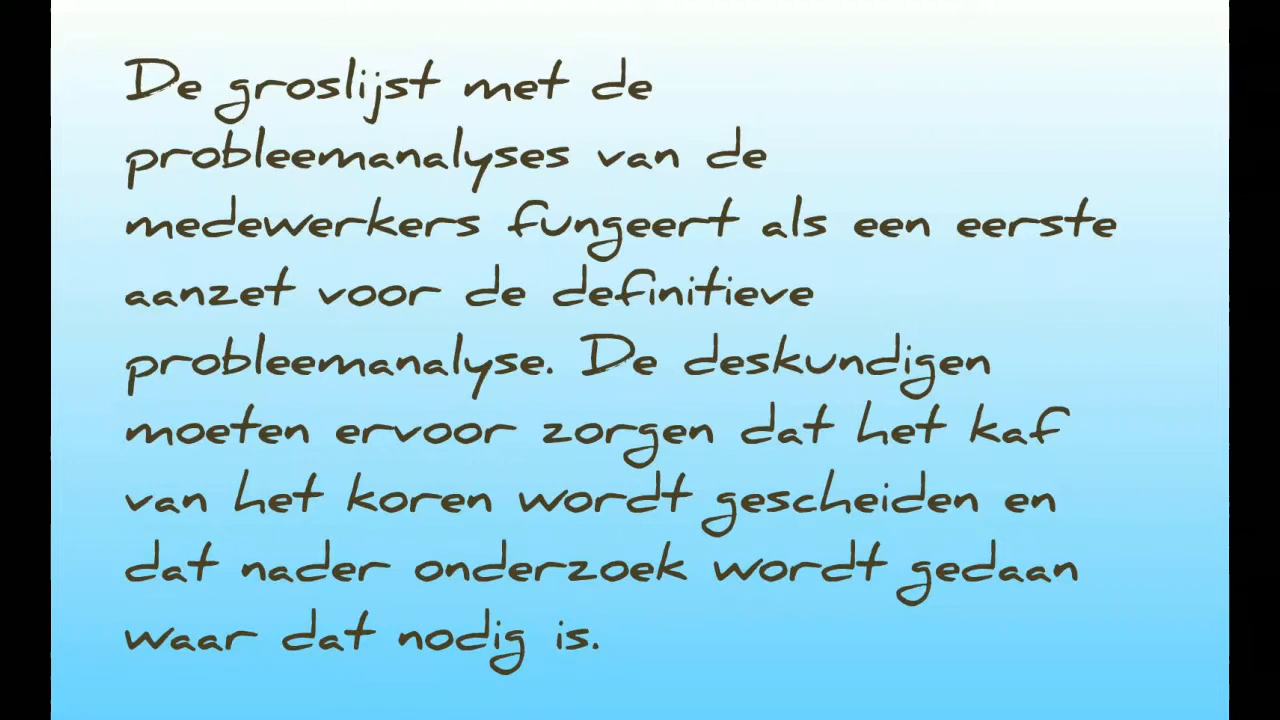 De groslijst met de
probleemanalyses van de
medewerkers fungeert als een eerste
aanzet voor de definitieve
probleemanalyse. De deskundigen
moeten ervoor zorgen dat het kaf
van het koren wordt gescheiden en
dat nader onderzoek wordt gedaan
waar dat nodig is.